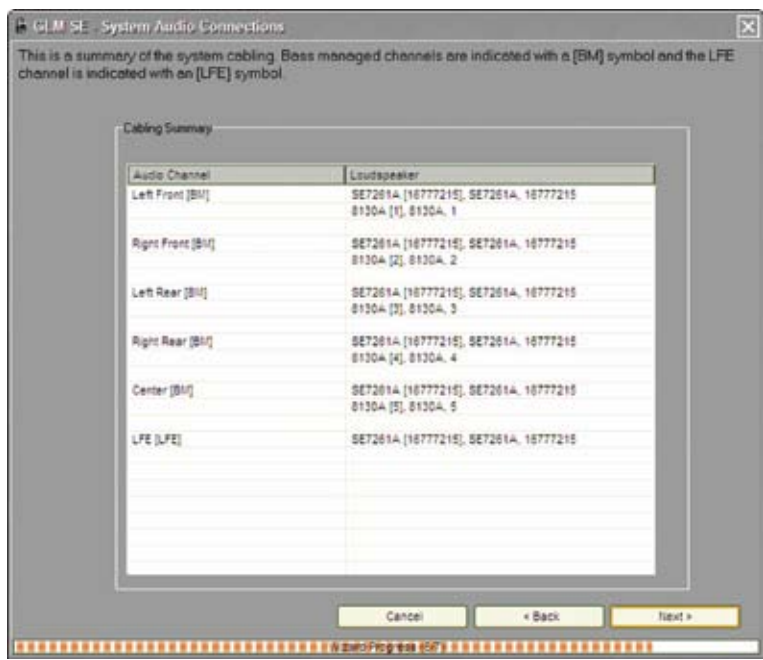 GLM SE - System Audio Connections
This is a summary of the system cabling. Bass managed channels are indicated with a [BM] symbol and the LFE
channel is indicated with an [LFE] symbol.
Cabling Summary
Audio Channel Loudspeaker
Left Front [BM] SE7261A [16777215], SE7261A, 16777215
8130A [1], 8130A, 1
Right Front [BM] SE7261A [16777215], SE7261A, 16777215
8130A [2], 8130A, 2
Left Rear [BM] SE7261A [16777215], SE7261A, 16777215
8130A [3], 8130A, 3
Right Rear [BM] SE7261A [16777215], SE7261A, 16777215
8130A [4], 8130A, 4
Center [BM] SE7261A [16777215], SE7261A, 16777215
8130A [5], 8130A, 5
LFE [LFE] SE7261A [16777215], SE7261A, 16777215
Cancel < Back Next >
Wizard Progress (6/7)